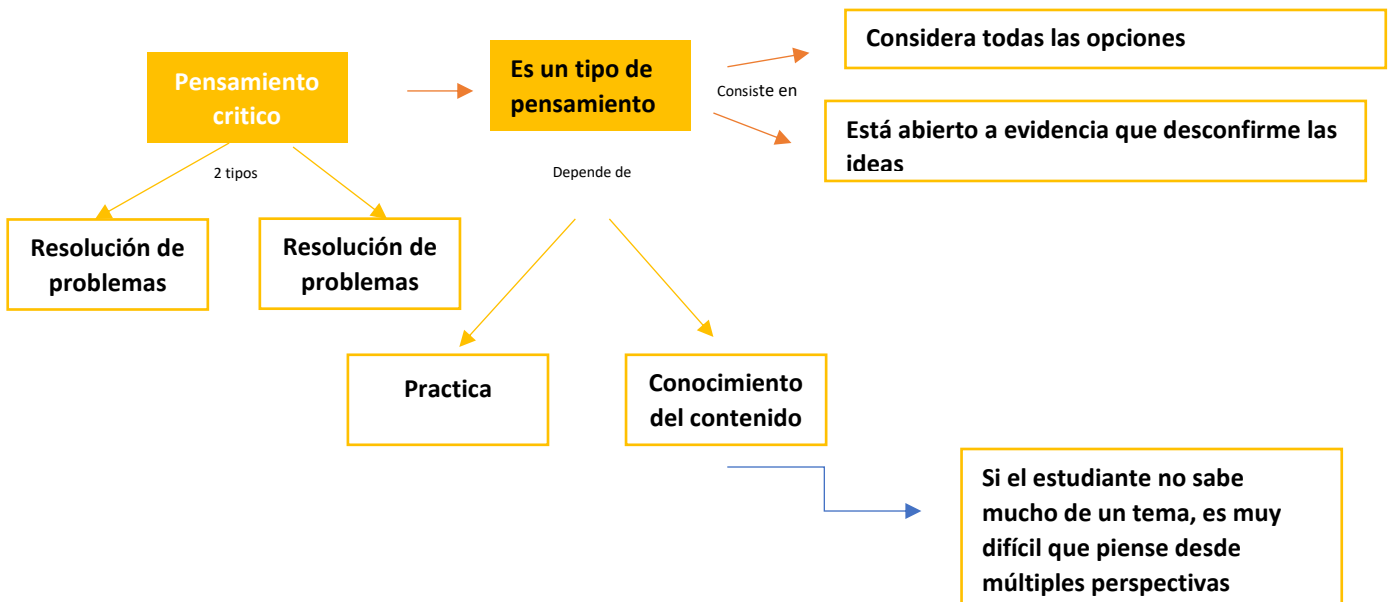 Pensamiento
critico
Es un tipo de
pensamiento
Consiste en
Considera todas las opciones
Está abierto a evidencia que desconfirme las
ideas
2 tipos
Depende de
Resolución de
problemas
Resolución de
problemas
Practica
Conocimiento
del contenido
Si el estudiante no sabe
mucho de un tema, es muy
difícil que piense desde
múltiples perspectivas